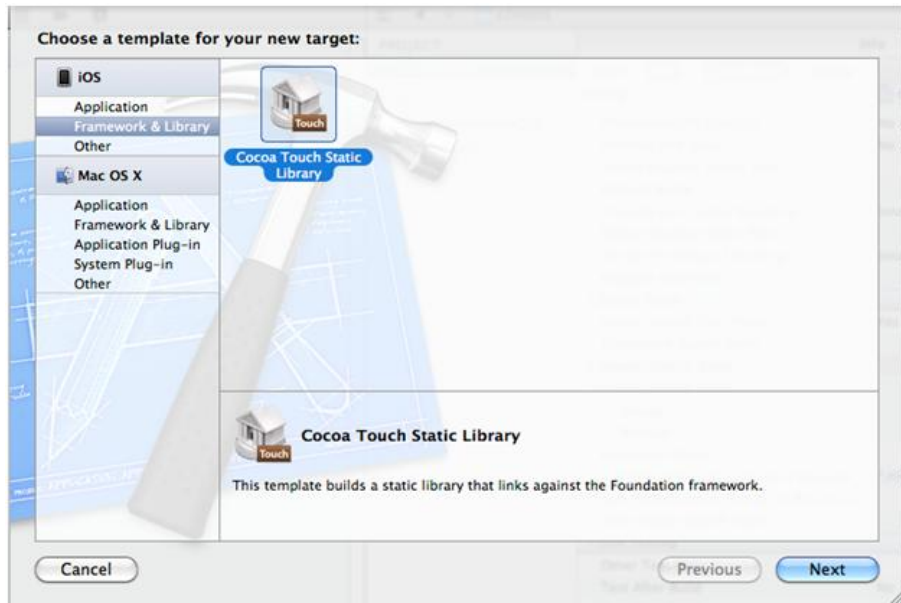 Choose a template for your new target:
iOS
Application
Framework & Library
Other
Mac OS X
Application
Framework & Library
Application Plug-in
System Plug-in
Other
Touch
Cocoa Touch Static
Library
Touch
Cocoa Touch Static Library
This template builds a static library that links against the Foundation framework.
Cancel
Previous
Next